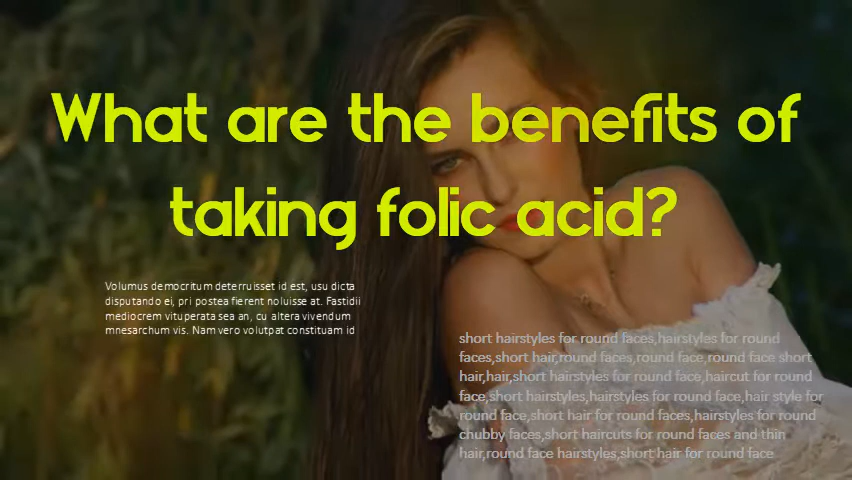 What are the benefits of
taking folic acid?
Volumus democritum deterruisset id est, usu dicta
disputando ei, pri postea fierent noluisse at. Fastidii
mediocrem vituperata sea an, cu altera vivendum
mnesarchum vis. Nam vero volutpat constituam id
short hairstyles for round faces,hairstyles for round
faces,short hair,round faces,round face,round face short
hair,hair,short hairstyles for round face,haircut for round
face,short hairstyles,hairstyles for round face,hair style for
round face,short hair for round faces,hairstyles for round
chubby faces,short haircuts for round faces and thin
hair,round face hairstyles,short hair for round face